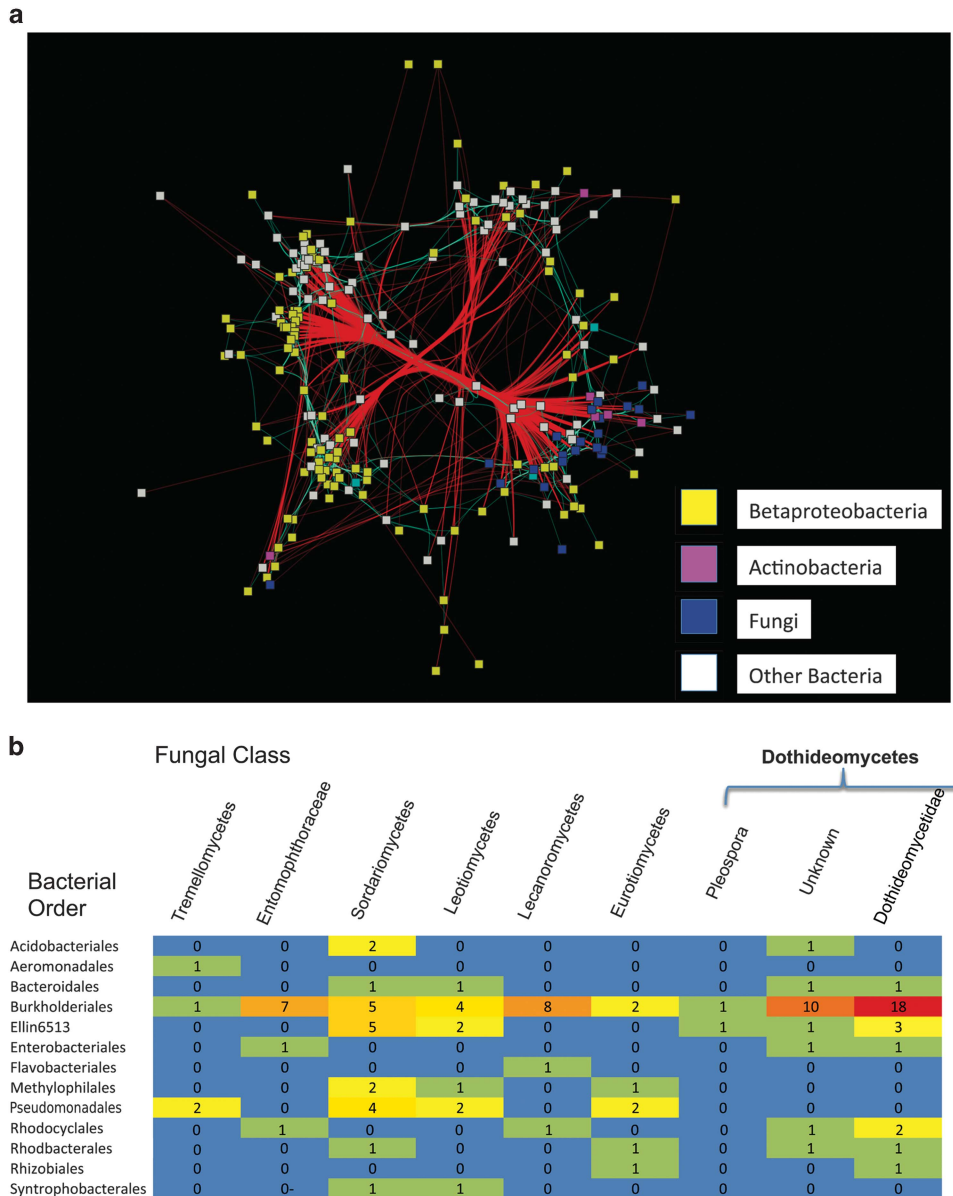 a
Betaproteobacteria
Actinobacteria
Fungi
Other Bacteria
b
Fungal Class
Dothideomycetes
Bacterial
Order
Tremellomycetes
Entomophthoraceae
Sordariomycetes
Leotiomycetes
Lecanoromycetes
Eurotiomycetes
Pleospora
Unknown
Dothideomycetidae
Acidobacteriales 0 0 2 0 0 0 0 1 0
Aeromonadales 1 0 0 0 0 0 0 0 0
Bacteroidales 0 0 1 1 0 0 0 1 1
Burkholderiales 1 7 5 4 8 2 1 10 18
Ellin6513 0 0 5 2 0 0 1 1 3
Enterobacteriales 0 1 0 0 0 0 0 1 1
Flavobacteriales 0 0 0 0 1 0 0 0 0
Methylophilales 0 0 2 1 0 1 0 0 0
Pseudomonadales 2 0 4 2 0 2 0 0 0
Rhodocyclales 0 1 0 0 1 0 0 1 2
Rhodbacterales 0 0 1 0 0 1 0 1 1
Rhizobiales 0 0 0 0 0 1 0 0 1
Syntrophobacterales 0 0- 1 1 0 0 0 0 0